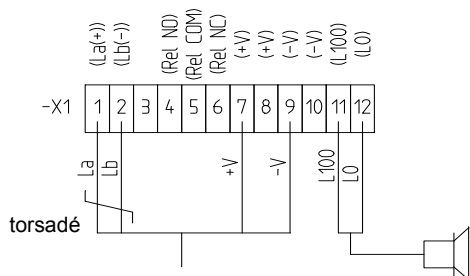 (La(+))
(Lb(-))
(Rel NO)
(Rel COM)
(Rel NC)
(+V)
(+V)
(-V)
(-V)
(L100)
(L0)
-X1 1 2 3 4 5 6 7 8 9 10 11 12
La
Lb
+V
-V
L100
L0
torsadé